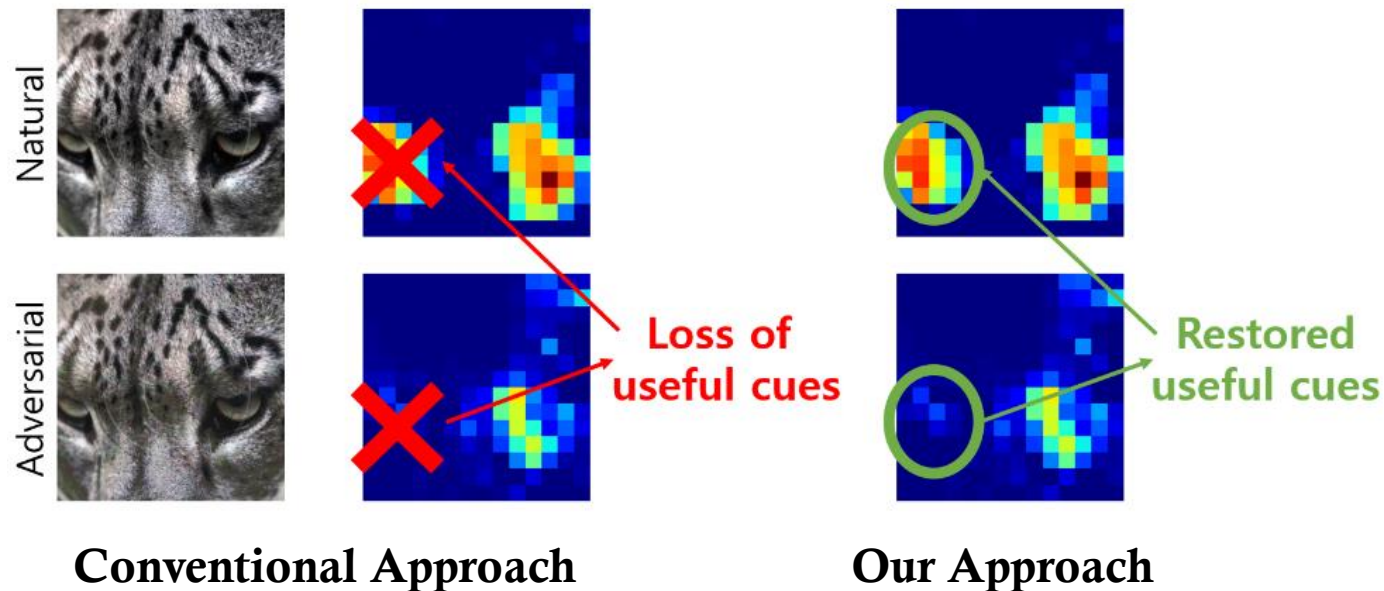 Natural
Adversarial
Loss of
useful cues
Restored
useful cues
Conventional Approach
Our Approach